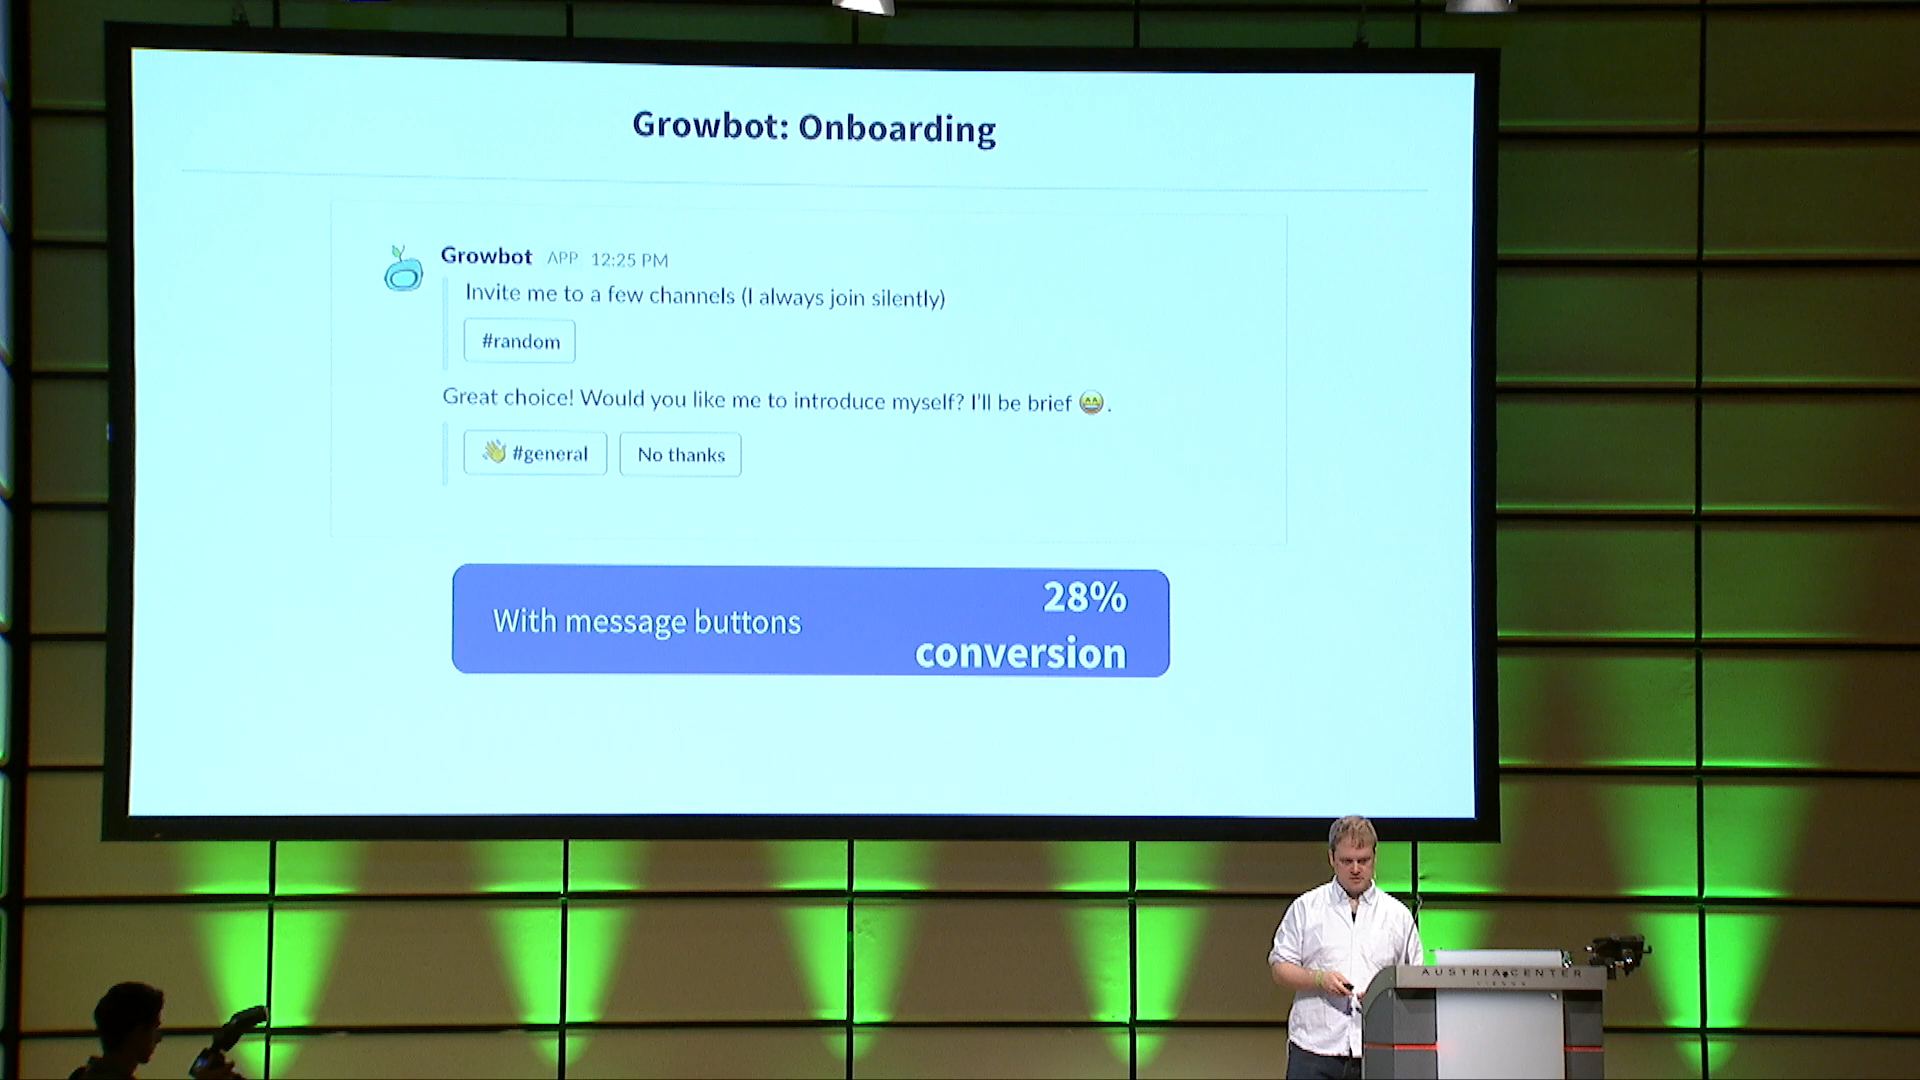 Growbot: Onboarding
Growbot APP 12:25 PM
Invite me to a few channels (I always join silently)
#random
Great choice! Would you like me to introduce myself? I'll be brief 😄.
👋 #general No thanks
With message buttons
28%
conversion
AUSTRIA CENTER
VIENNA